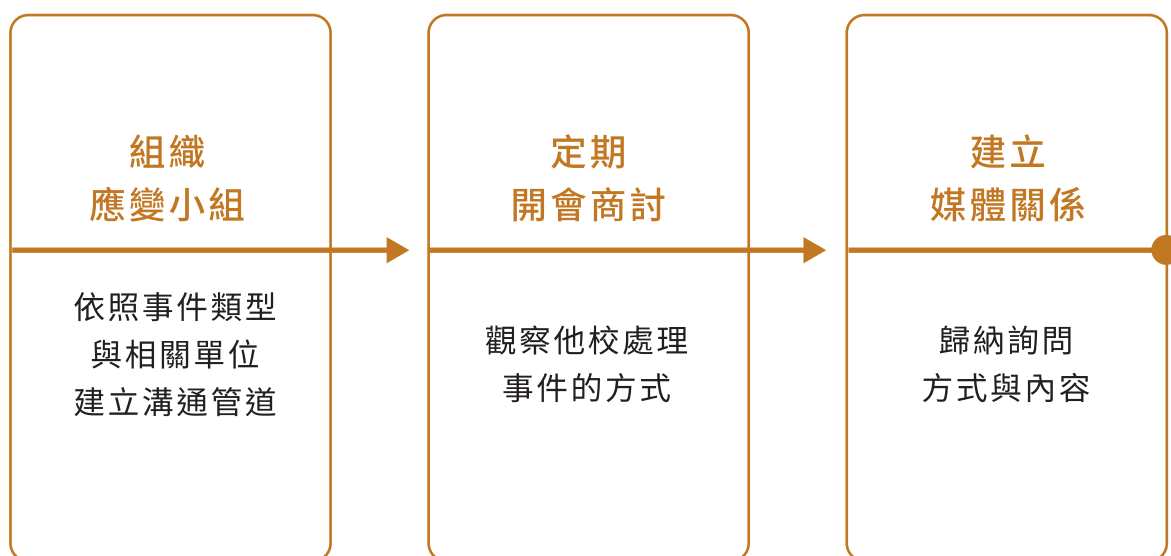 組織
應變小組
依照事件類型
與相關單位
建立溝通管道
定期
開會商討
觀察他校處理
事件的方式
建立
媒體關係
歸納詢問
方式與內容